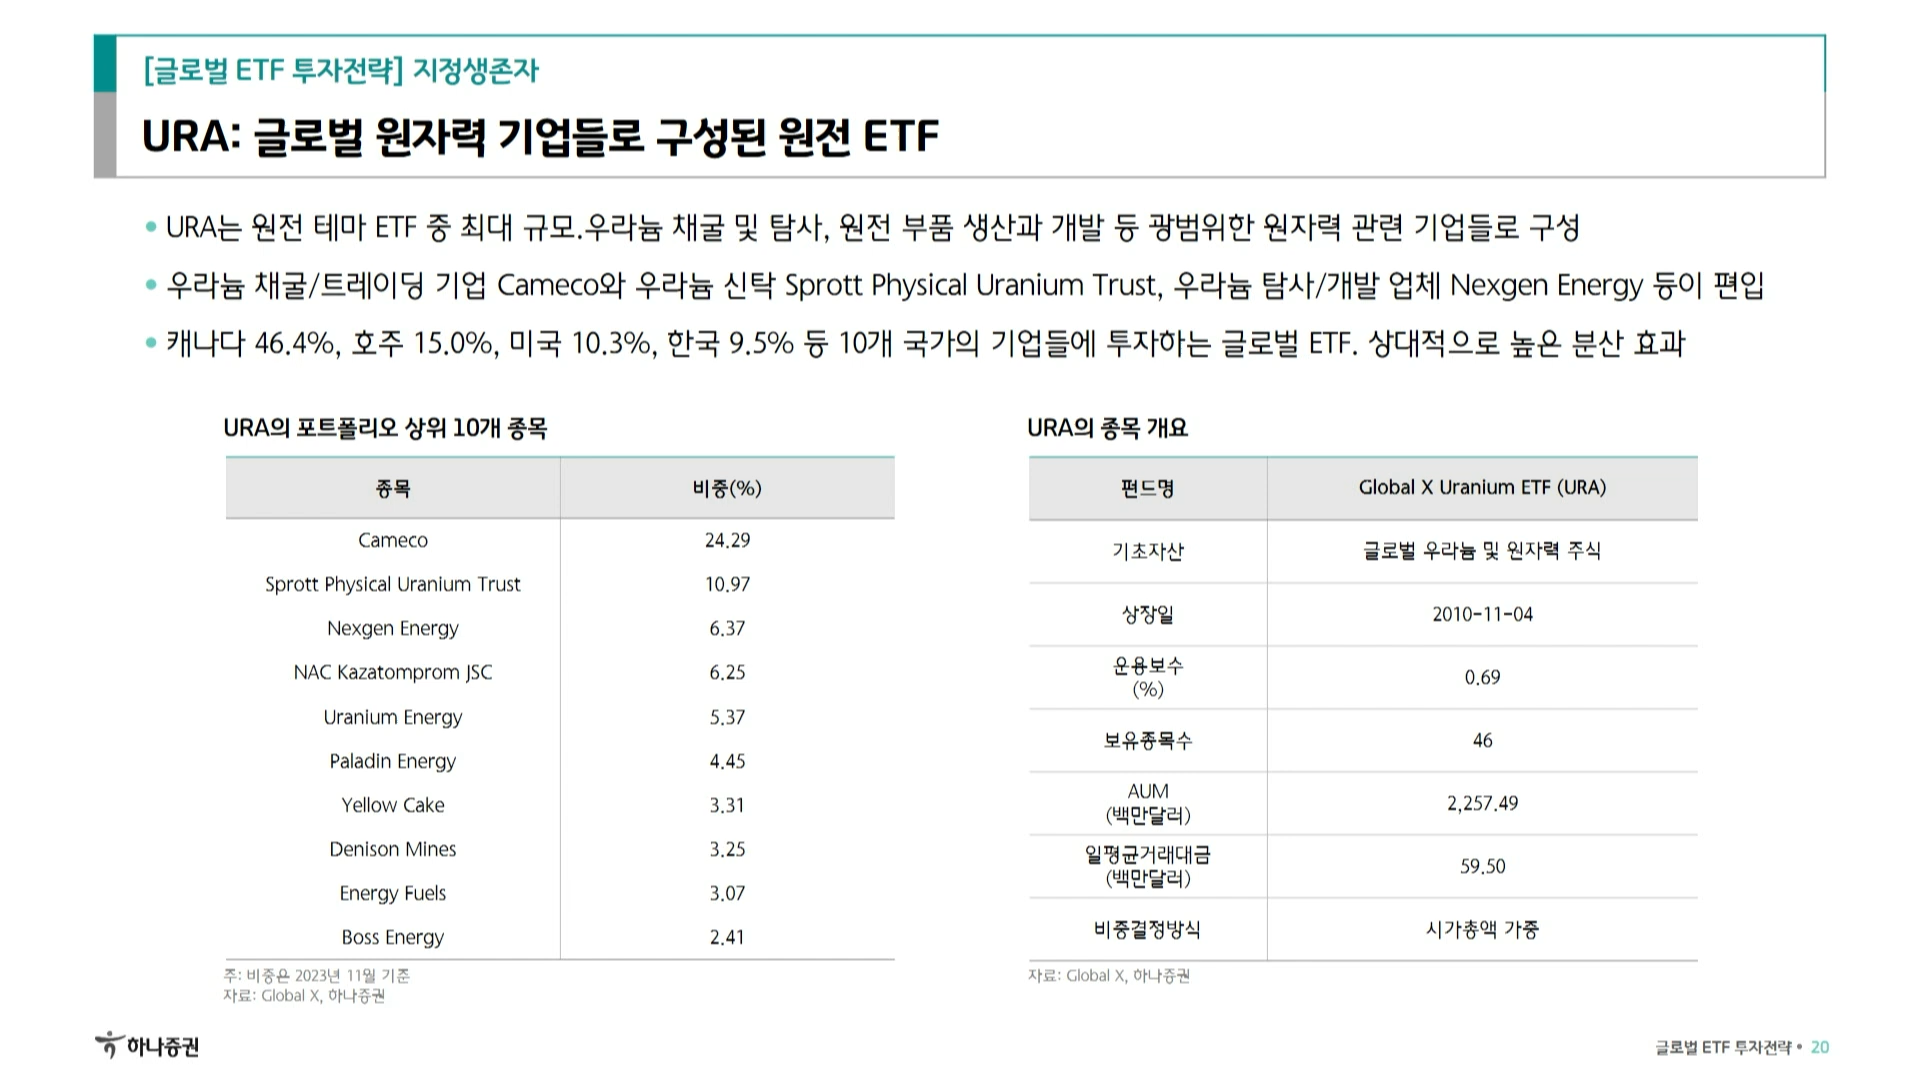 [글로벌 ETF 투자전략] 지정생존자
URA: 글로벌 원자력 기업들로 구성된 원전 ETF
• URA는 원전 테마 ETF 중 최대 규모.우라늄 채굴 및 탐사, 원전 부품 생산과 개발 등 광범위한 원자력 관련 기업들로 구성
• 우라늄 채굴/트레이딩 기업 Cameco와 우라늄 신탁 Sprott Physical Uranium Trust, 우라늄 탐사/개발 업체 Nexgen Energy 등이 편입
• 캐나다 46.4%, 호주 15.0%, 미국 10.3%, 한국 9.5% 등 10개 국가의 기업들에 투자하는 글로벌 ETF. 상대적으로 높은 분산 효과
URA의 포트폴리오 상위 10개 종목
종목 비중(%)
Cameco 24.29
Sprott Physical Uranium Trust 10.97
Nexgen Energy 6.37
NAC Kazatomprom JSC 6.25
Uranium Energy 5.37
Paladin Energy 4.45
Yellow Cake 3.31
Denison Mines 3.25
Energy Fuels 3.07
Boss Energy 2.41
주: 비중은 2023년 11월 기준
자료: Global X, 하나증권
URA의 종목 개요
펀드명 Global X Uranium ETF (URA)
기초자산 글로벌 우라늄 및 원자력 주식
상장일 2010-11-04
운용보수
(%) 0.69
보유종목수 46
AUM
(백만달러) 2,257.49
일평균거래대금
(백만달러) 59.50
비중결정방식 시가총액 가중
자료: Global X, 하나증권
하나증권
글로벌 ETF 투자전략 • 20